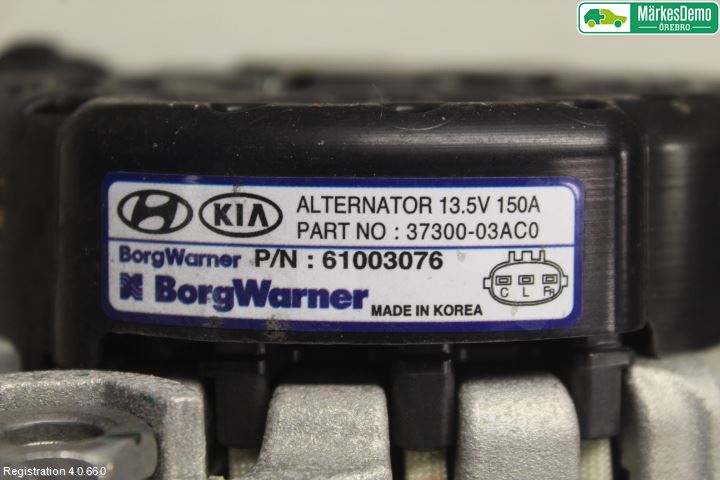 MärkesDemo
ÖREBRO
KIA
ALTERNATOR 13.5V 150A
PART NO : 37300-03AC0
BorgWarner P/N : 61003076
BorgWarner
MADE IN KOREA
C L FR
Registration 4.0.66.0